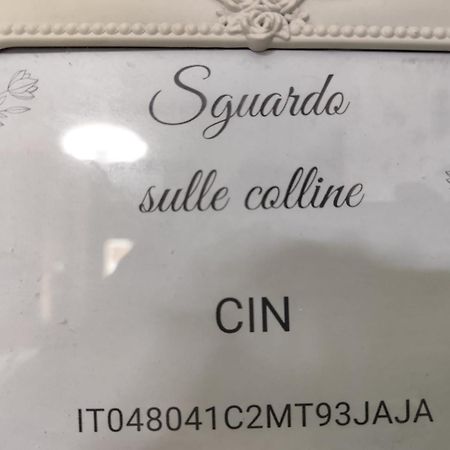 Sguardo
sulle colline
CIN
IT048041C2MT93JAJA